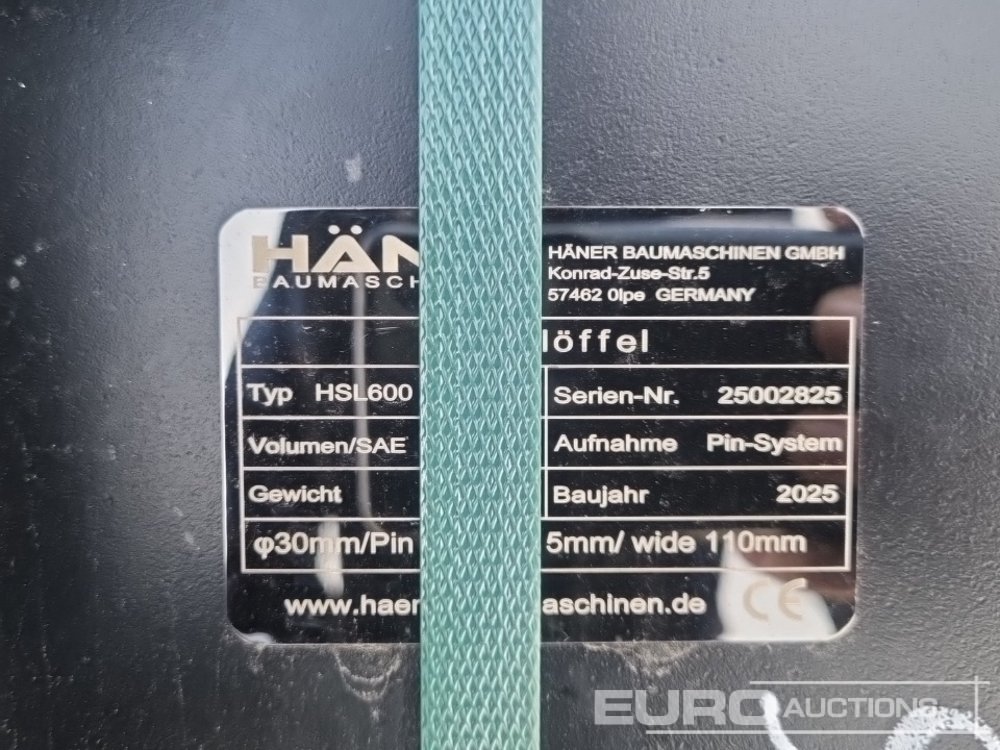 HÄN
BAUMASCH
HÄNER BAUMASCHINEN GMBH
Konrad-Zuse-Str.5
57462 Olpe GERMANY
löffel
Typ HSL600
Serien-Nr. 25002825
Volumen/SAE
Aufnahme Pin-System
Gewicht
Baujahr 2025
φ30mm/Pin 5mm/ wide 110mm
www.haen aschinen.de CE
EURO AUCTIONS